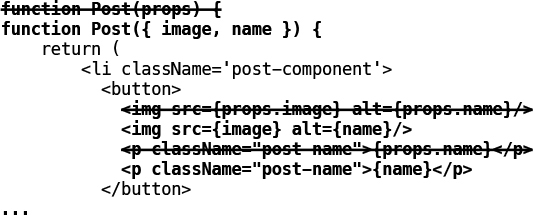 function Post(props) {
function Post({ image, name }) {
    return (
        <li className='post-component'>
          <button>
            <img src={props.image} alt={props.name}/>
            <img src={image} alt={name}/>
            <p className="post-name">{props.name}</p>
            <p className="post-name">{name}</p>
          </button>
...